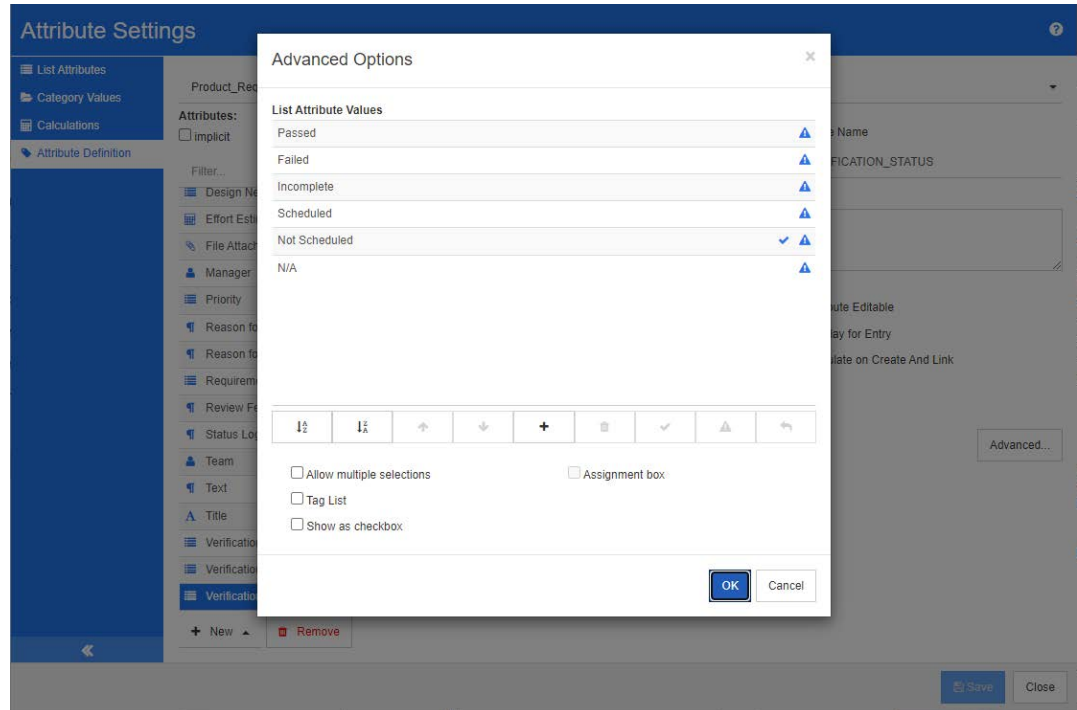 Attribute Settings
List Attributes
Category Values
Calculations
Attribute Definition
Product_Req
Attributes:
implicit
Filter...
Design Ne
Effort Esti
File Attach
Manager
Priority
Reason fo
Reason fo
Requirem
Review Fe
Status Log
Team
Text
Title
Verification
Verification
Verification
New
Remove
Advanced Options
List Attribute Values
Passed
Failed
Incomplete
Scheduled
Not Scheduled
N/A
Allow multiple selections
Assignment box
Tag List
Show as checkbox
OK
Cancel
Name
FICATION_STATUS
ute Editable
lay for Entry
late on Create And Link
Advanced...
Save
Close